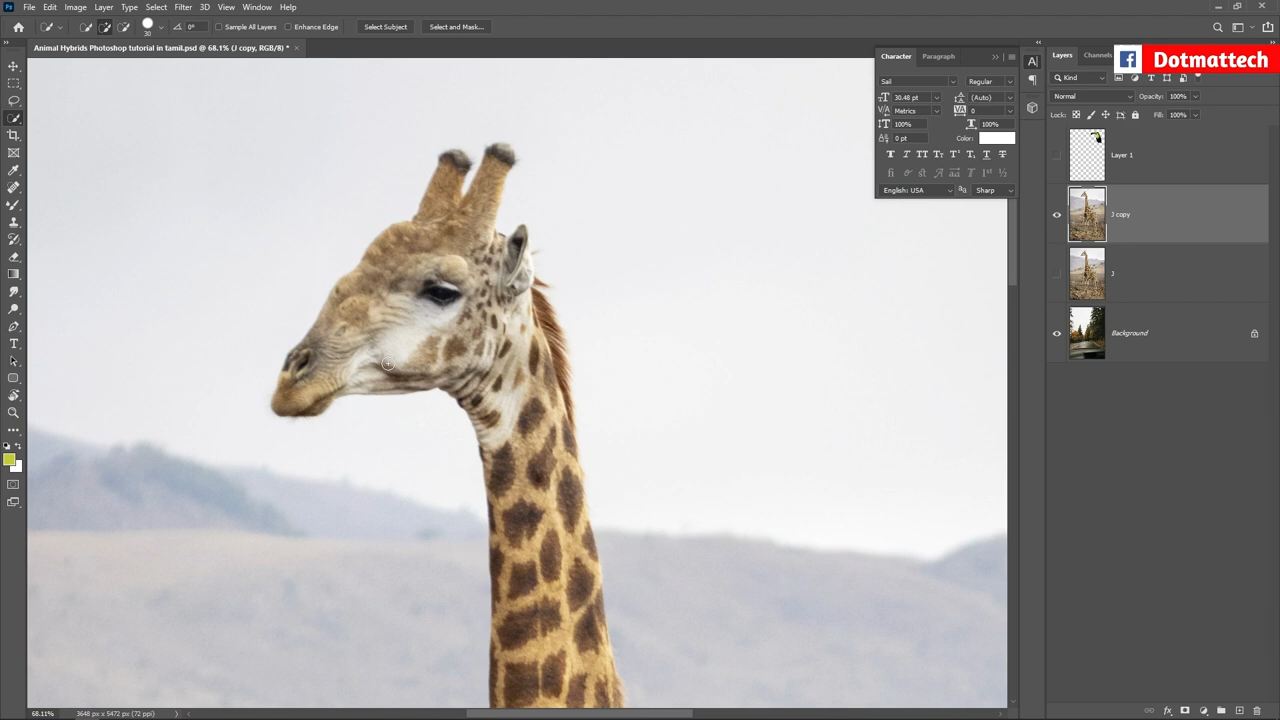 Ps File Edit Image Layer Type Select Filter 3D View Window Help
30 0° Sample All Layers Enhance Edge Select Subject Select and Mask...
Animal Hybrids Photoshop tutorial in tamil.psd @ 68.1% (J copy, RGB/8) * ×
Character Paragraph
Sail Regular
30.48 pt (Auto)
Metrics 0
100% 100%
0 pt Color:
English: USA Sharp
Layers Channels
f Dotmattech
Kind
Normal Opacity: 100%
Lock: Fill: 100%
Layer 1
J copy
J
Background
68.11% 3648 px x 5472 px (72 ppi)